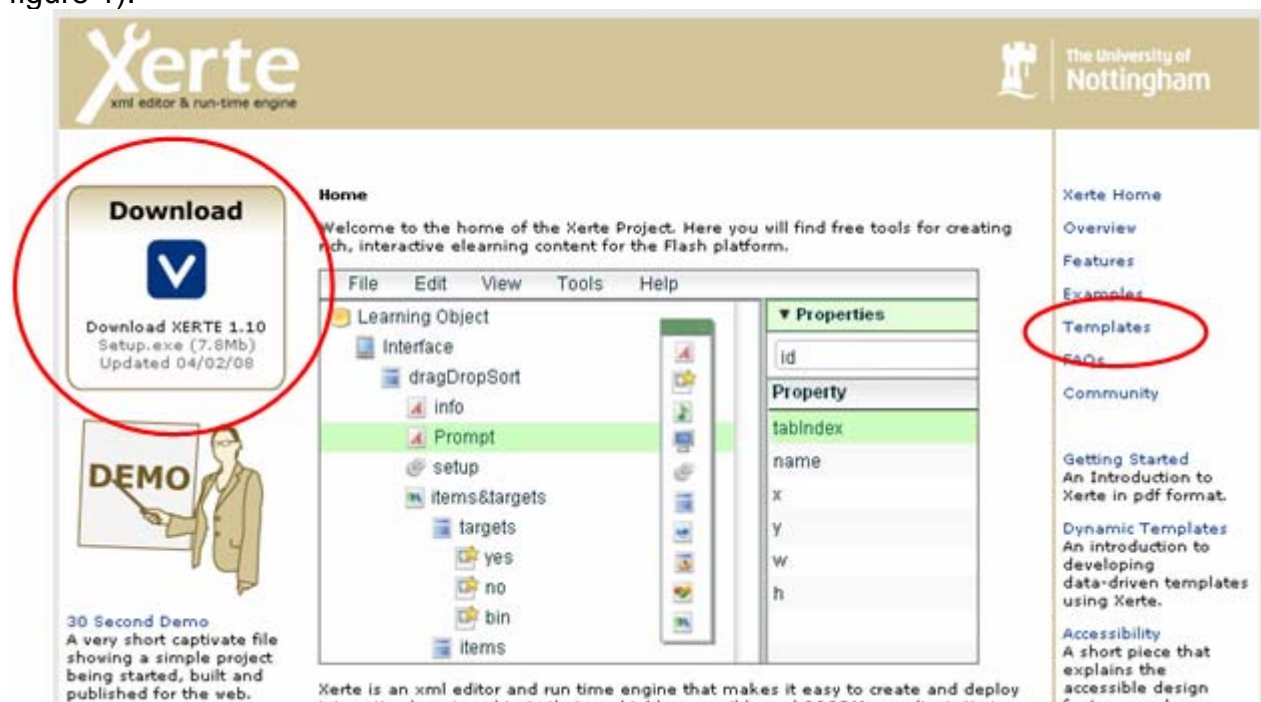 figure 1).
Xerte
xml editor & run-time engine
The University of
Nottingham
Download
Download XERTE 1.10
Setup.exe (7.8Mb)
Updated 04/02/08
DEMO
30 Second Demo
A very short captivate file
showing a simple project
being started, built and
published for the web.
Home
Welcome to the home of the Xerte Project. Here you will find free tools for creating
rich, interactive elearning content for the Flash platform.
File Edit View Tools Help
Learning Object
Interface
dragDropSort
info
Prompt
setup
items&targets
targets
yes
no
bin
items
▼ Properties
id
Property
tabIndex
name
x
y
w
h
Xerte is an xml editor and run time engine that makes it easy to create and deploy
Xerte Home
Overview
Features
Examples
Templates
FAQs
Community
Getting Started
An Introduction to
Xerte in pdf format.
Dynamic Templates
An introduction to
developing
data-driven templates
using Xerte.
Accessibility
A short piece that
explains the
accessible design